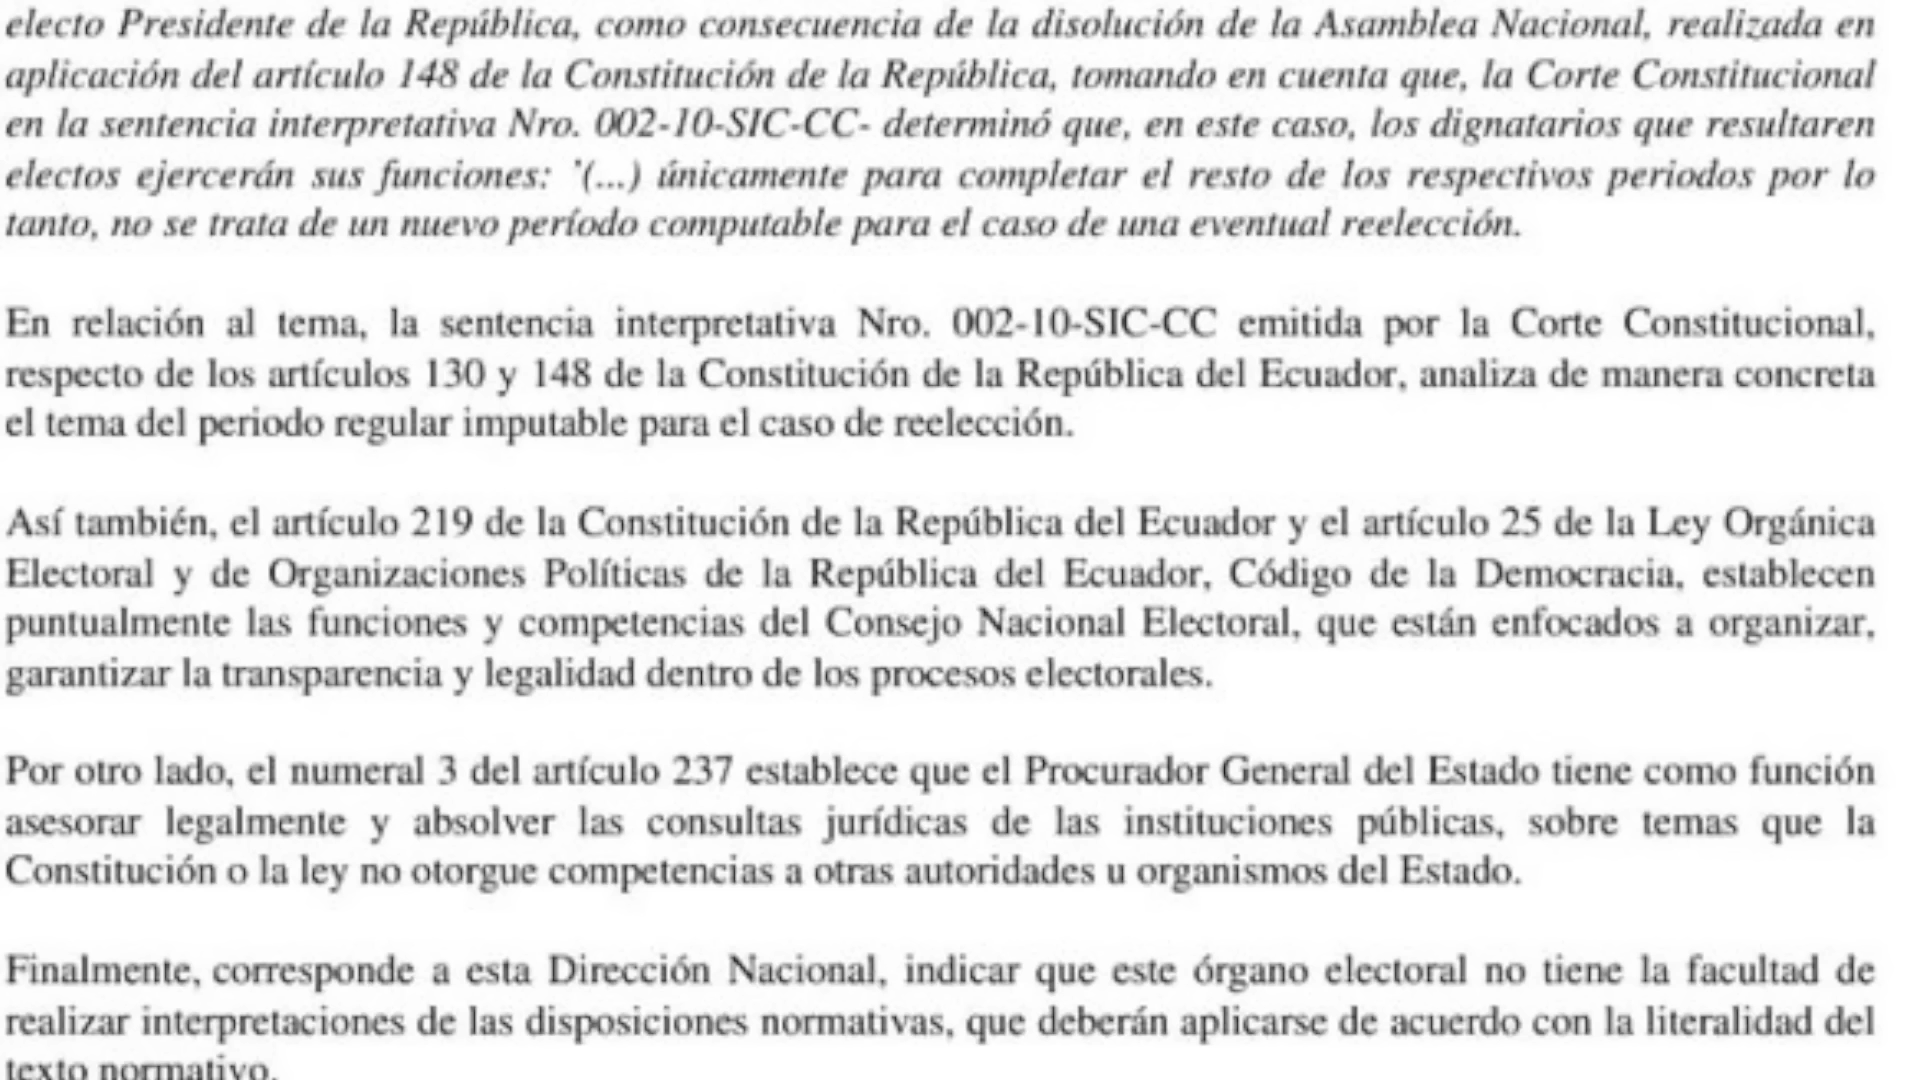 electo Presidente de la República, como consecuencia de la disolución de la Asamblea Nacional, realizada en
aplicación del artículo 148 de la Constitución de la República, tomando en cuenta que, la Corte Constitucional
en la sentencia interpretativa Nro. 002-10-SIC-CC- determinó que, en este caso, los dignatarios que resultaren
electos ejercerán sus funciones: '(...) únicamente para completar el resto de los respectivos periodos por lo
tanto, no se trata de un nuevo período computable para el caso de una eventual reelección.
En relación al tema, la sentencia interpretativa Nro. 002-10-SIC-CC emitida por la Corte Constitucional,
respecto de los artículos 130 y 148 de la Constitución de la República del Ecuador, analiza de manera concreta
el tema del periodo regular imputable para el caso de reelección.
Así también, el artículo 219 de la Constitución de la República del Ecuador y el artículo 25 de la Ley Orgánica
Electoral y de Organizaciones Políticas de la República del Ecuador, Código de la Democracia, establecen
puntualmente las funciones y competencias del Consejo Nacional Electoral, que están enfocados a organizar,
garantizar la transparencia y legalidad dentro de los procesos electorales.
Por otro lado, el numeral 3 del artículo 237 establece que el Procurador General del Estado tiene como función
asesorar legalmente y absolver las consultas jurídicas de las instituciones públicas, sobre temas que la
Constitución o la ley no otorgue competencias a otras autoridades u organismos del Estado.
Finalmente, corresponde a esta Dirección Nacional, indicar que este órgano electoral no tiene la facultad de
realizar interpretaciones de las disposiciones normativas, que deberán aplicarse de acuerdo con la literalidad del
texto normativo.